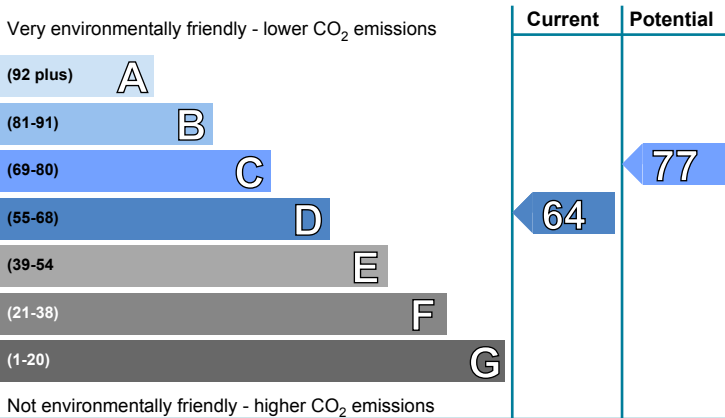 Very environmentally friendly - lower CO2 emissions
Current
Potential
(92 plus) A
(81-91) B
(69-80) C
77
(55-68) D
64
(39-54 E
(21-38) F
(1-20) G
Not environmentally friendly - higher CO2 emissions